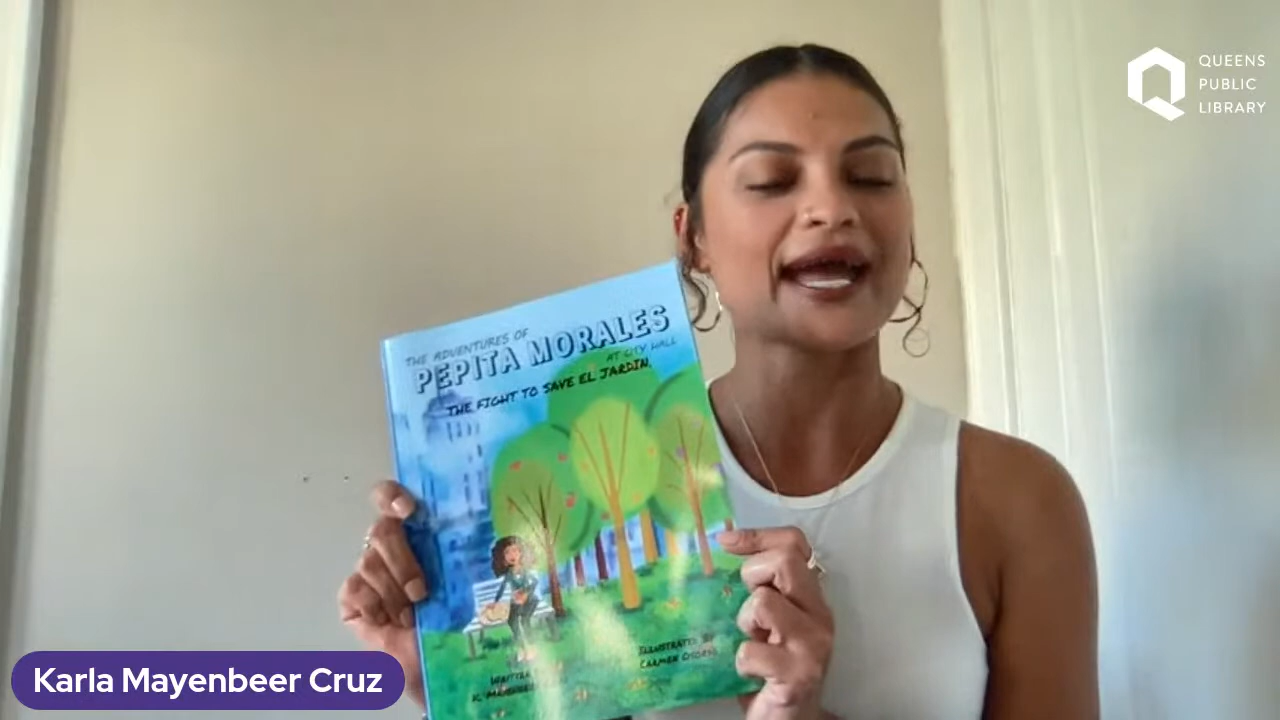 QUEENS
PUBLIC
LIBRARY
THE ADVENTURES OF
PEPITA MORALES
AT CITY HALL
THE FIGHT TO SAVE EL JARDIN.
ILLUSTRATED BY
CARMEN
K.
Karla Mayenbeer Cruz